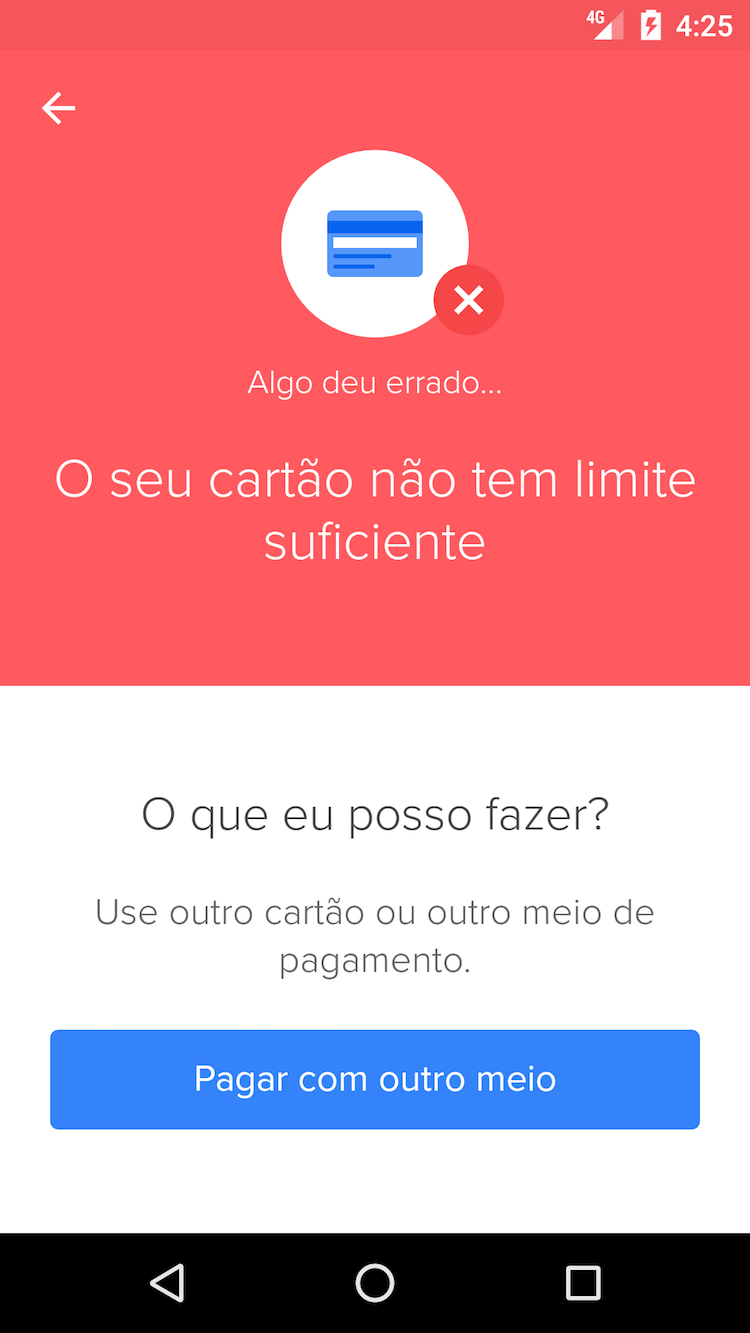 4G 4:25
Algo deu errado...
O seu cartão não tem limite
suficiente
O que eu posso fazer?
Use outro cartão ou outro meio de
pagamento.
Pagar com outro meio